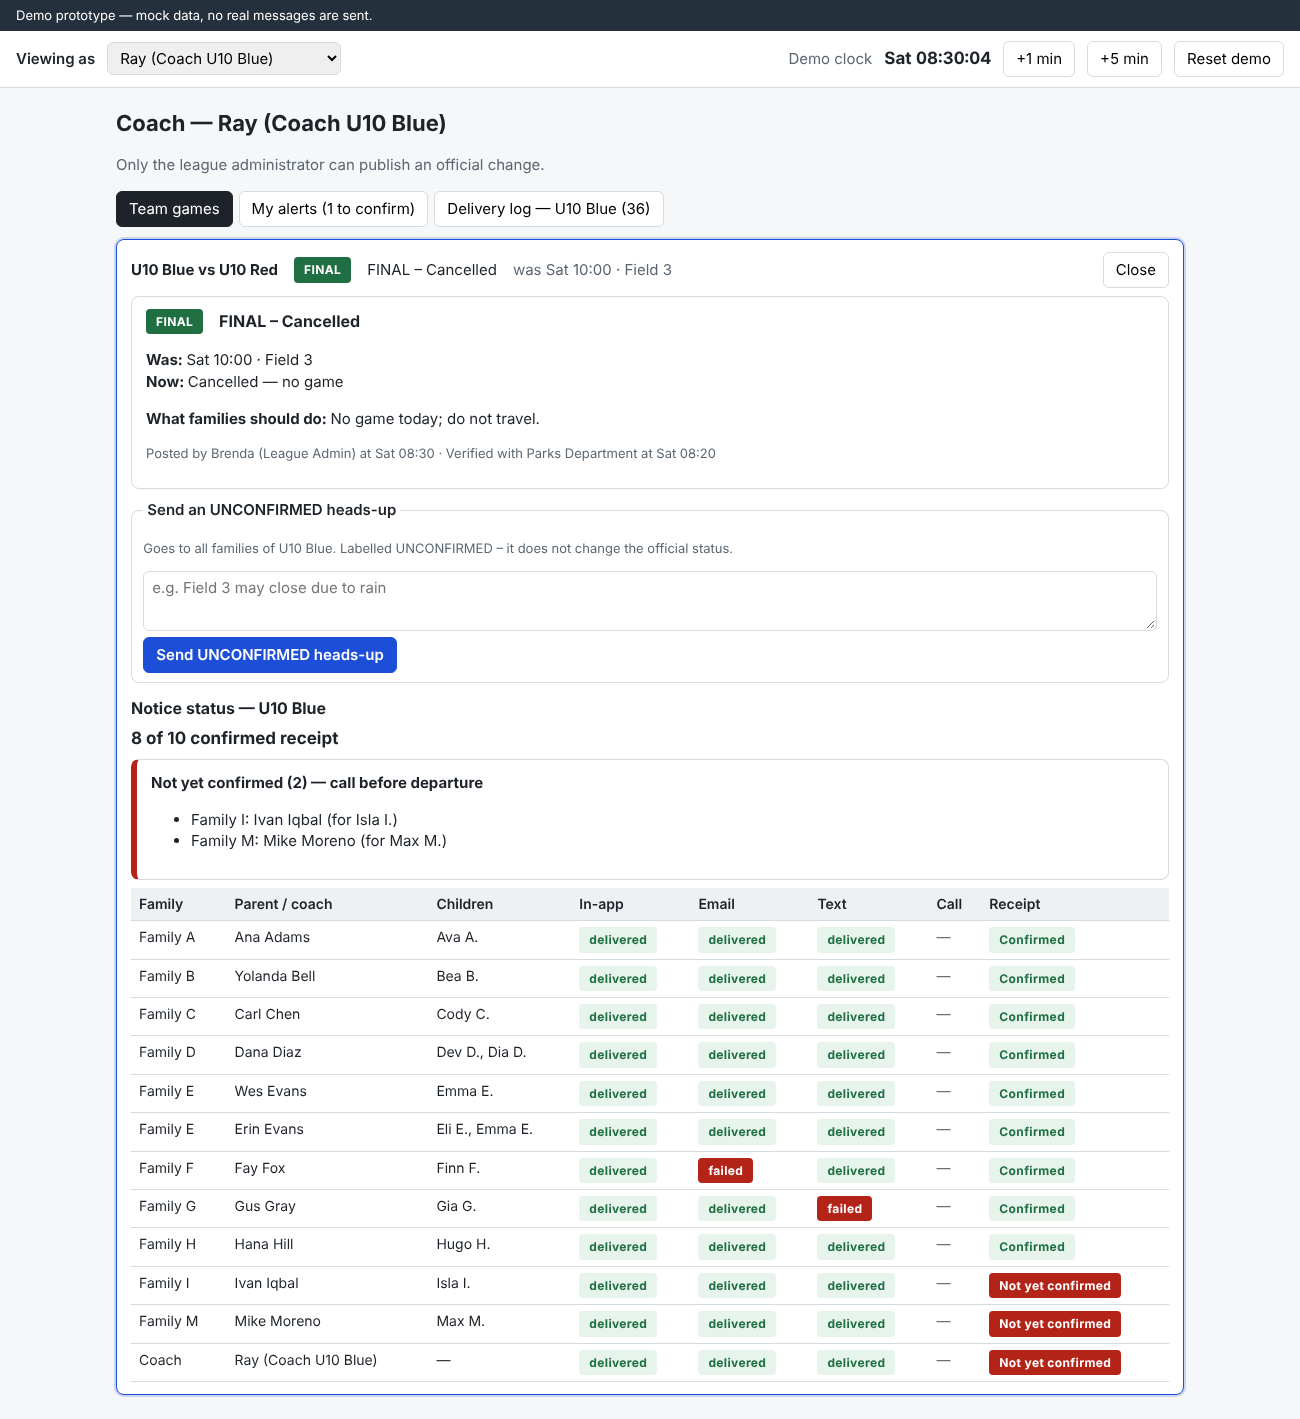 Demo prototype — mock data, no real messages are sent.
Viewing as Ray (Coach U10 Blue) Demo clock Sat 08:30:04 +1 min +5 min Reset demo
Coach — Ray (Coach U10 Blue)
Only the league administrator can publish an official change.
Team games My alerts (1 to confirm) Delivery log — U10 Blue (36)
U10 Blue vs U10 Red FINAL FINAL – Cancelled was Sat 10:00 · Field 3 Close
FINAL FINAL – Cancelled
Was: Sat 10:00 · Field 3
Now: Cancelled — no game
What families should do: No game today; do not travel.
Posted by Brenda (League Admin) at Sat 08:30 · Verified with Parks Department at Sat 08:20
Send an UNCONFIRMED heads-up
Goes to all families of U10 Blue. Labelled UNCONFIRMED – it does not change the official status.
e.g. Field 3 may close due to rain
Send UNCONFIRMED heads-up
Notice status — U10 Blue
8 of 10 confirmed receipt
Not yet confirmed (2) — call before departure
• Family I: Ivan Iqbal (for Isla I.)
• Family M: Mike Moreno (for Max M.)
Family Parent / coach Children In-app Email Text Call Receipt
Family A Ana Adams Ava A. delivered delivered delivered — Confirmed
Family B Yolanda Bell Bea B. delivered delivered delivered — Confirmed
Family C Carl Chen Cody C. delivered delivered delivered — Confirmed
Family D Dana Diaz Dev D., Dia D. delivered delivered delivered — Confirmed
Family E Wes Evans Emma E. delivered delivered delivered — Confirmed
Family E Erin Evans Eli E., Emma E. delivered delivered delivered — Confirmed
Family F Fay Fox Finn F. delivered failed delivered — Confirmed
Family G Gus Gray Gia G. delivered delivered failed — Confirmed
Family H Hana Hill Hugo H. delivered delivered delivered — Confirmed
Family I Ivan Iqbal Isla I. delivered delivered delivered — Not yet confirmed
Family M Mike Moreno Max M. delivered delivered delivered — Not yet confirmed
Coach Ray (Coach U10 Blue) — delivered delivered delivered — Not yet confirmed